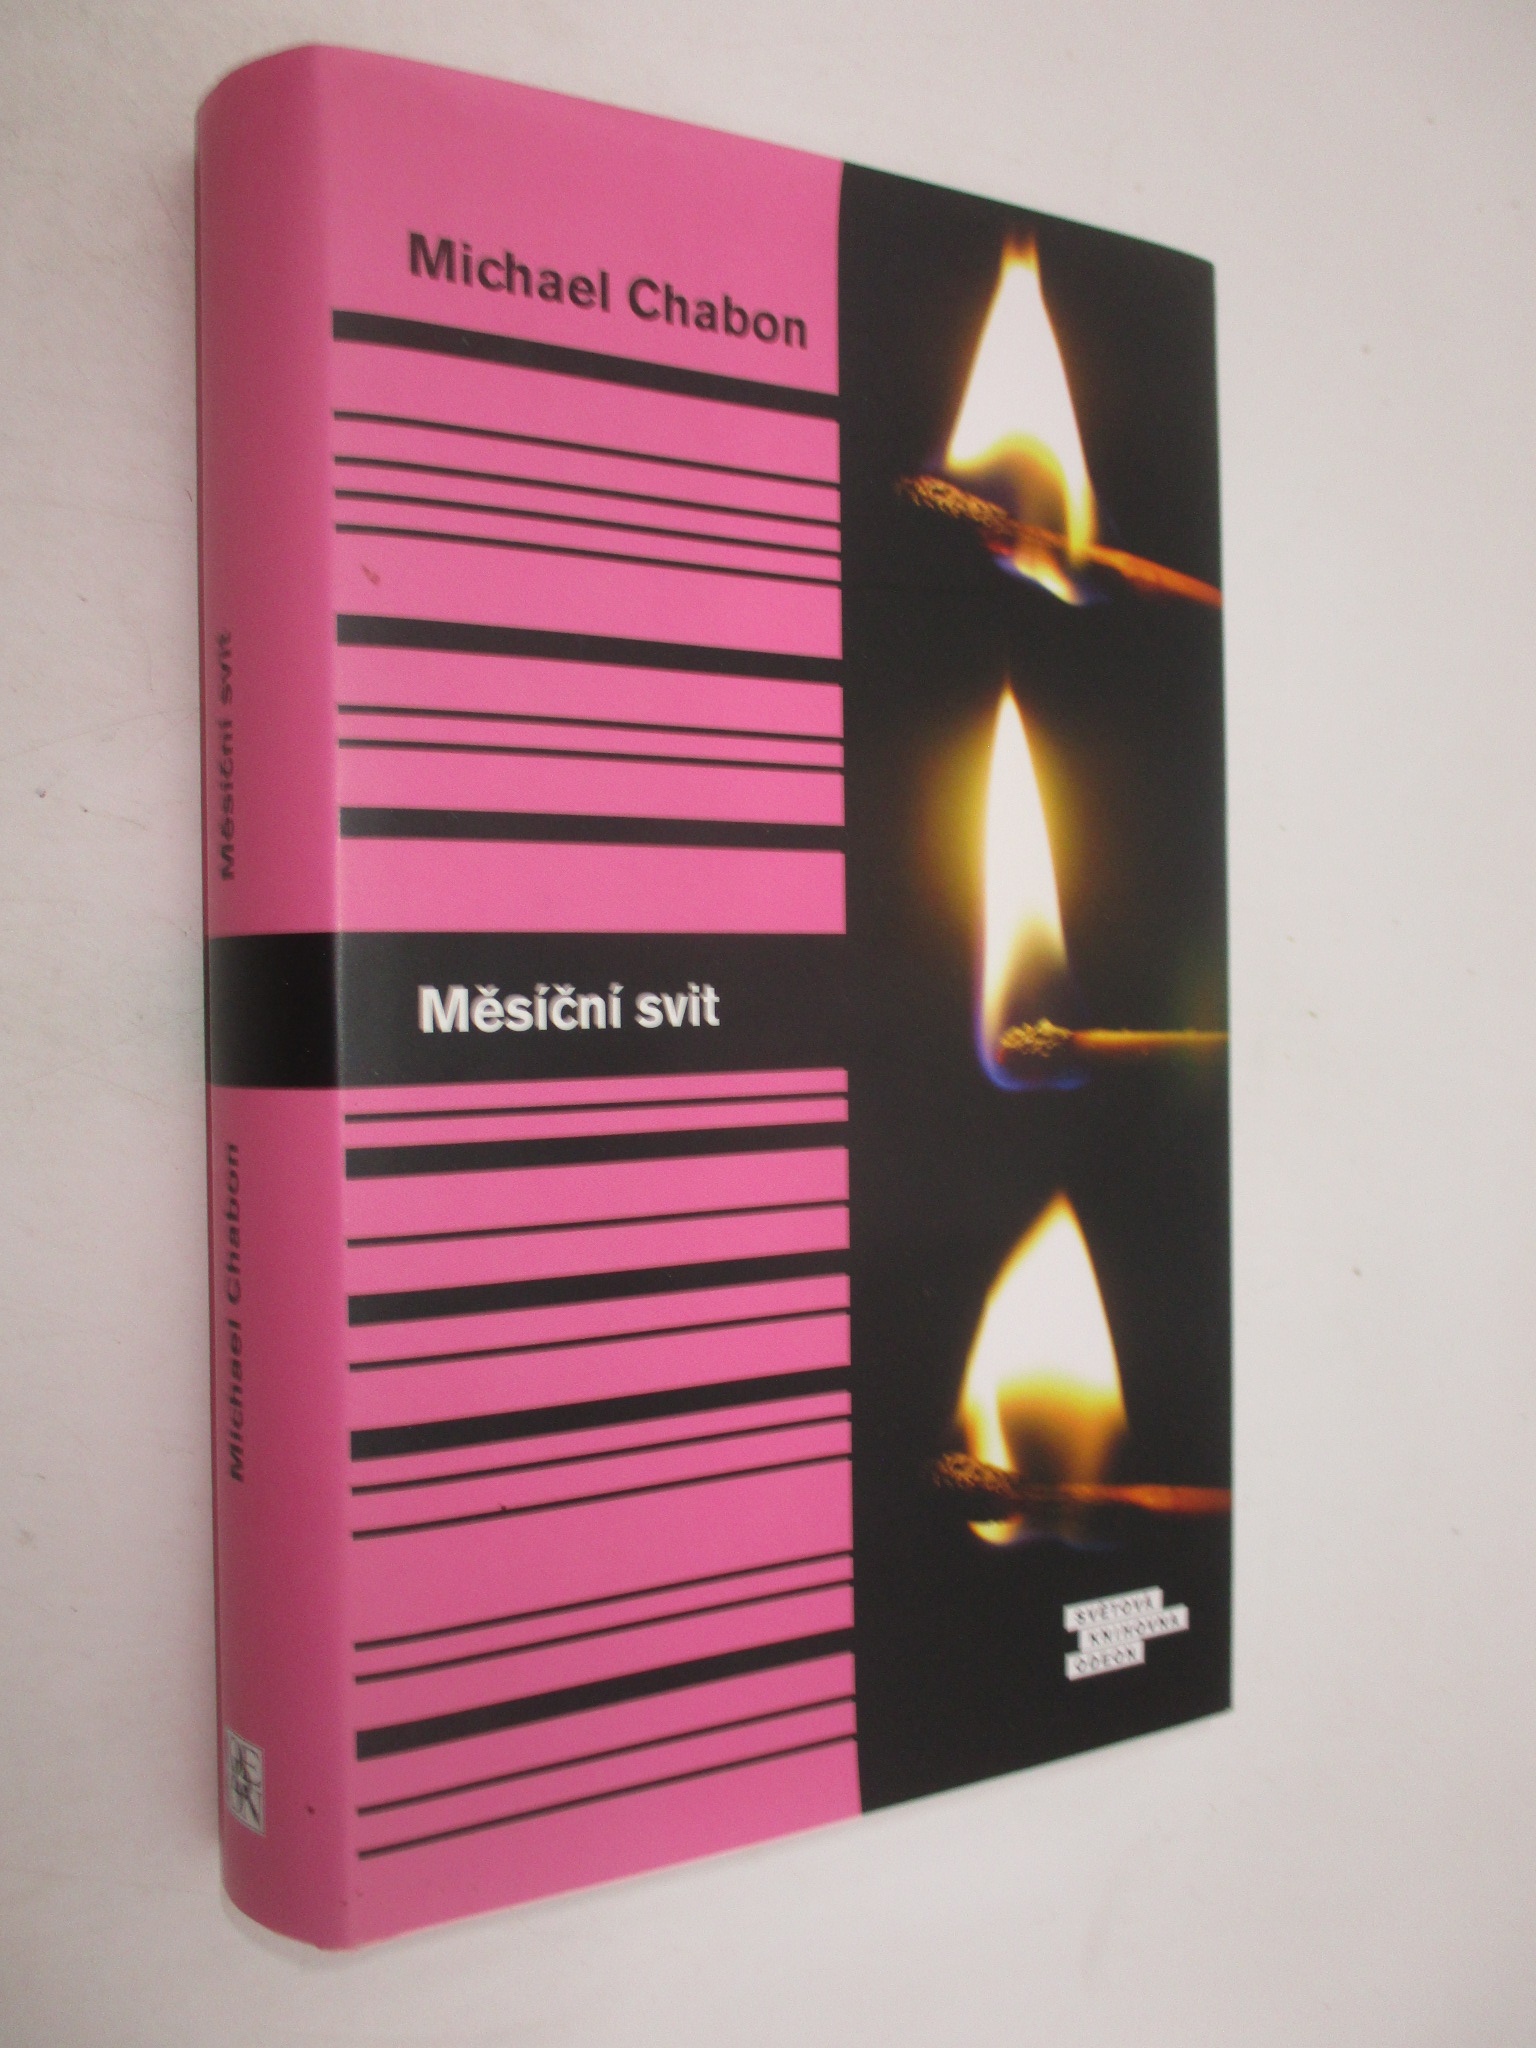 Michael Chabon
Měsíční svit
SVĚTOVÁ
KNIHOVNA
ODEON
Měsíční svit
Michael Chabon